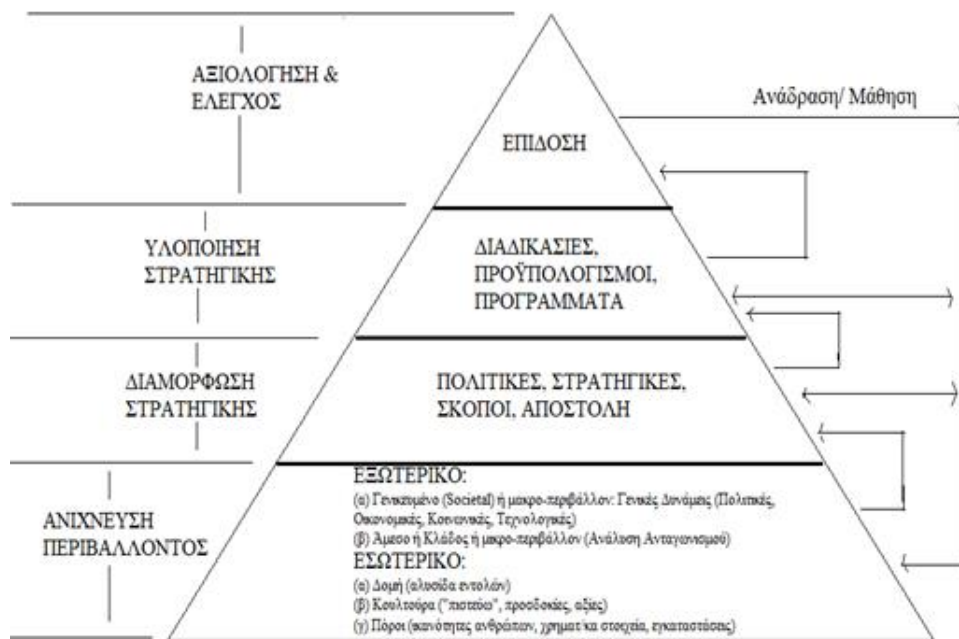 ΑΞΙΟΛΟΓΗΣΗ &
ΕΛΕΓΧΟΣ
Ανάδραση/ Μάθηση
ΕΠΙΔΟΣΗ
ΥΛΟΠΟΙΗΣΗ
ΣΤΡΑΤΗΓΙΚΗΣ
ΔΙΑΔΙΚΑΣΙΕΣ,
ΠΡΟΫΠΟΛΟΓΙΣΜΟΙ,
ΠΡΟΓΡΑΜΜΑΤΑ
ΔΙΑΜΟΡΦΩΣΗ
ΣΤΡΑΤΗΓΙΚΗΣ
ΠΟΛΙΤΙΚΕΣ, ΣΤΡΑΤΗΓΙΚΕΣ,
ΣΚΟΠΟΙ, ΑΠΟΣΤΟΛΗ
ΑΝΙΧΝΕΥΣΗ
ΠΕΡΙΒΑΛΛΟΝΤΟΣ
ΕΞΩΤΕΡΙΚΟ:
(α) Γενικευμένο (Societal) ή μακρο-περιβάλλον: Γενικές Δυνάμεις (Πολιτικές,
Οικονομικές, Κοινωνικές, Τεχνολογικές)
(β) Άμεσο ή Κλάδος ή μικρο-περιβάλλον (Ανάλυση Ανταγωνισμού)
ΕΣΩΤΕΡΙΚΟ:
(α) Δομή (αλυσίδα εντολών)
(β) Κουλτούρα ("πιστεύω", προσδοκίες, αξίες)
(γ) Πόροι (ικανότητες ανθρώπων, χρηματ/κα στοιχεία, εγκαταστάσεις)